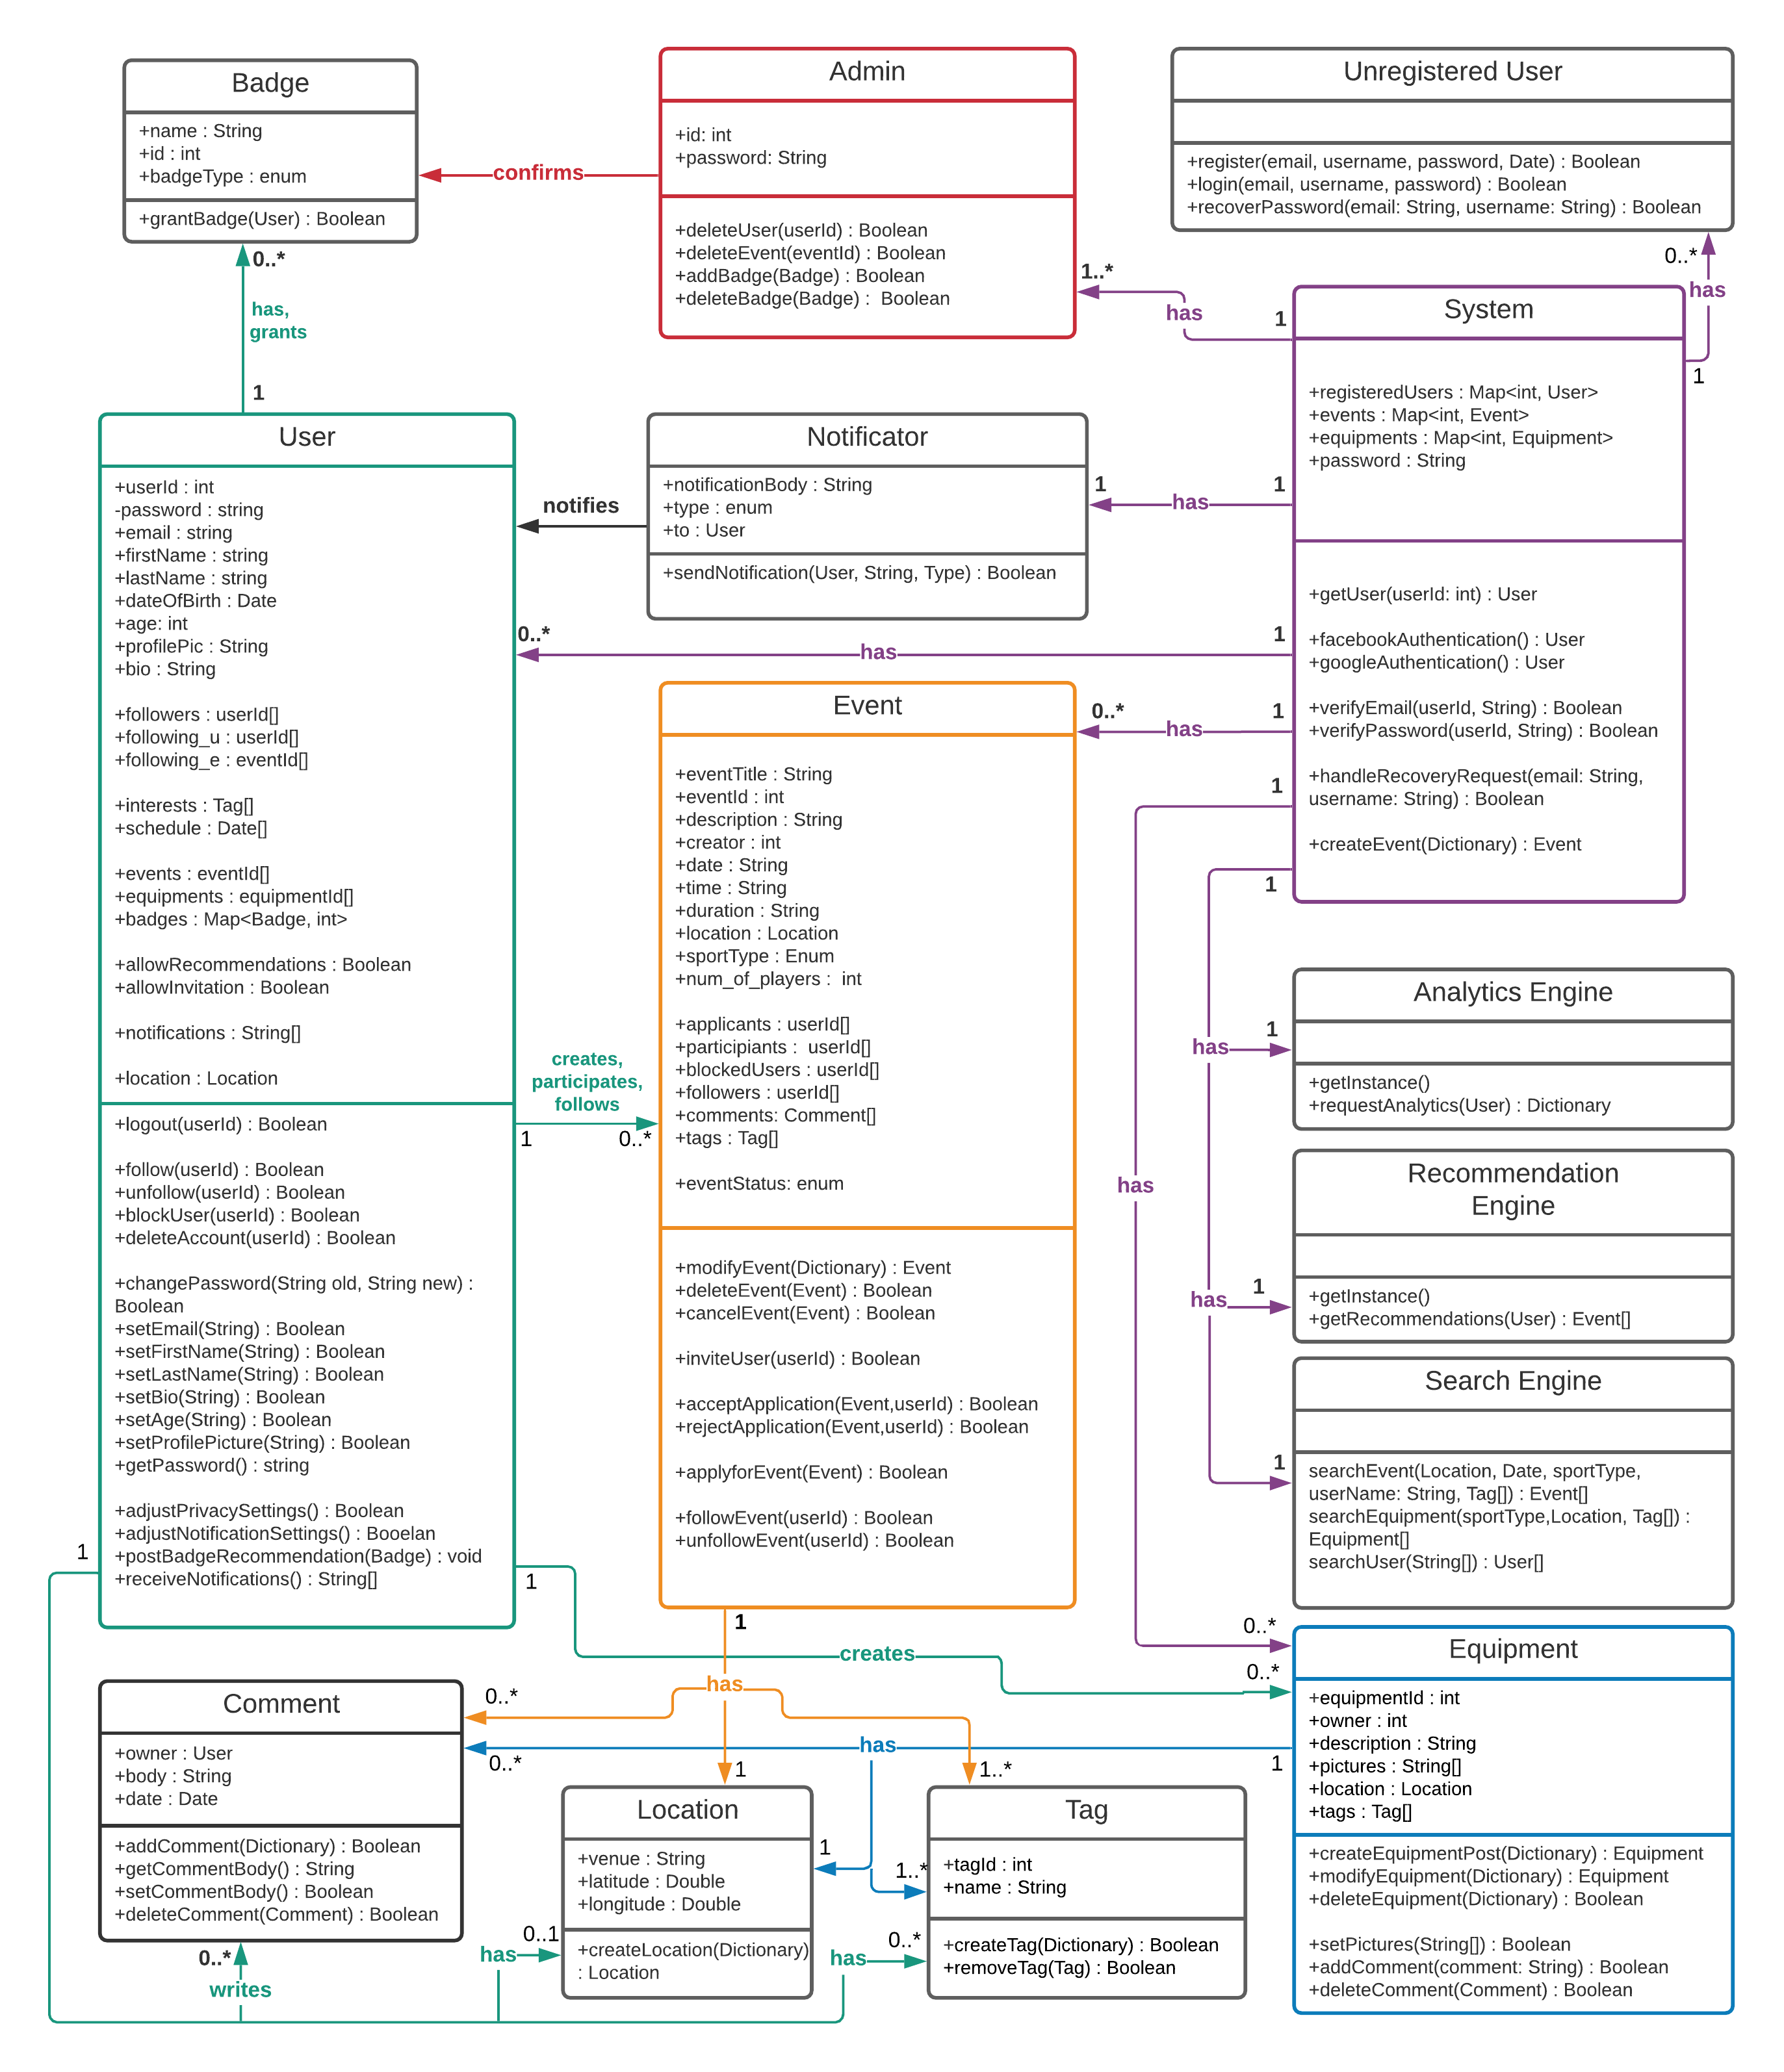 Badge
+name : String
+id : int
+badgeType : enum
+grantBadge(User) : Boolean
confirms
Admin
+id: int
+password: String
+deleteUser(userId) : Boolean
+deleteEvent(eventId) : Boolean
+addBadge(Badge) : Boolean
+deleteBadge(Badge) :  Boolean
Unregistered User
+register(email, username, password, Date) : Boolean
+login(email, username, password) : Boolean
+recoverPassword(email: String, username: String) : Boolean
0..*
has,
grants
1
1..*
has
1
0..*
has
1
System
+registeredUsers : Map<int, User>
+events : Map<int, Event>
+equipments : Map<int, Equipment>
+password : String
+getUser(userId: int) : User
+facebookAuthentication() : User
+googleAuthentication() : User
+verifyEmail(userId, String) : Boolean
+verifyPassword(userId, String) : Boolean
+handleRecoveryRequest(email: String,
username: String) : Boolean
+createEvent(Dictionary) : Event
User
+userId : int
-password : string
+email : string
+firstName : string
+lastName : string
+dateOfBirth : Date
+age: int
+profilePic : String
+bio : String
+followers : userId[]
+following_u : userId[]
+following_e : eventId[]
+interests : Tag[]
+schedule : Date[]
+events : eventId[]
+equipments : equipmentId[]
+badges : Map<Badge, int>
+allowRecommendations : Boolean
+allowInvitation : Boolean
+notifications : String[]
+location : Location
+logout(userId) : Boolean
+follow(userId) : Boolean
+unfollow(userId) : Boolean
+blockUser(userId) : Boolean
+deleteAccount(userId) : Boolean
+changePassword(String old, String new) :
Boolean
+setEmail(String) : Boolean
+setFirstName(String) : Boolean
+setLastName(String) : Boolean
+setBio(String) : Boolean
+setAge(String) : Boolean
+setProfilePicture(String) : Boolean
+getPassword() : string
+adjustPrivacySettings() : Boolean
+adjustNotificationSettings() : Booelan
+postBadgeRecommendation(Badge) : void
+receiveNotifications() : String[]
notifies
Notificator
+notificationBody : String
+type : enum
+to : User
+sendNotification(User, String, Type) : Boolean
1
has
1
0..*
has
1
Event
+eventTitle : String
+eventId : int
+description : String
+creator : int
+date : String
+time : String
+duration : String
+location : Location
+sportType : Enum
+num_of_players :  int
+applicants : userId[]
+participiants :  userId[]
+blockedUsers : userId[]
+followers : userId[]
+comments: Comment[]
+tags : Tag[]
+eventStatus: enum
+modifyEvent(Dictionary) : Event
+deleteEvent(Event) : Boolean
+cancelEvent(Event) : Boolean
+inviteUser(userId) : Boolean
+acceptApplication(Event,userId) : Boolean
+rejectApplication(Event,userId) : Boolean
+applyforEvent(Event) : Boolean
+followEvent(userId) : Boolean
+unfollowEvent(userId) : Boolean
0..*
has
1
1
1
creates,
participates,
follows
1
0..*
has
has
1
Analytics Engine
+getInstance()
+requestAnalytics(User) : Dictionary
has
1
Recommendation
Engine
+getInstance()
+getRecommendations(User) : Event[]
1
Search Engine
searchEvent(Location, Date, sportType,
userName: String, Tag[]) : Event[]
searchEquipment(sportType,Location, Tag[]) :
Equipment[]
searchUser(String[]) : User[]
1
1
1
0..*
creates
0..*
has
Equipment
+equipmentId : int
+owner : int
+description : String
+pictures : String[]
+location : Location
+tags : Tag[]
+createEquipmentPost(Dictionary) : Equipment
+modifyEquipment(Dictionary) : Equipment
+deleteEquipment(Dictionary) : Boolean
+setPictures(String[]) : Boolean
+addComment(comment: String) : Boolean
+deleteComment(Comment) : Boolean
Comment
+owner : User
+body : String
+date : Date
+addComment(Dictionary) : Boolean
+getCommentBody() : String
+setCommentBody() : Boolean
+deleteComment(Comment) : Boolean
0..*
0..*
has
1
1
1..*
Location
+venue : String
+latitude : Double
+longitude : Double
+createLocation(Dictionary)
: Location
1
1..*
Tag
+tagId : int
+name : String
+createTag(Dictionary) : Boolean
+removeTag(Tag) : Boolean
0..*
writes
has
0..1
has
0..*